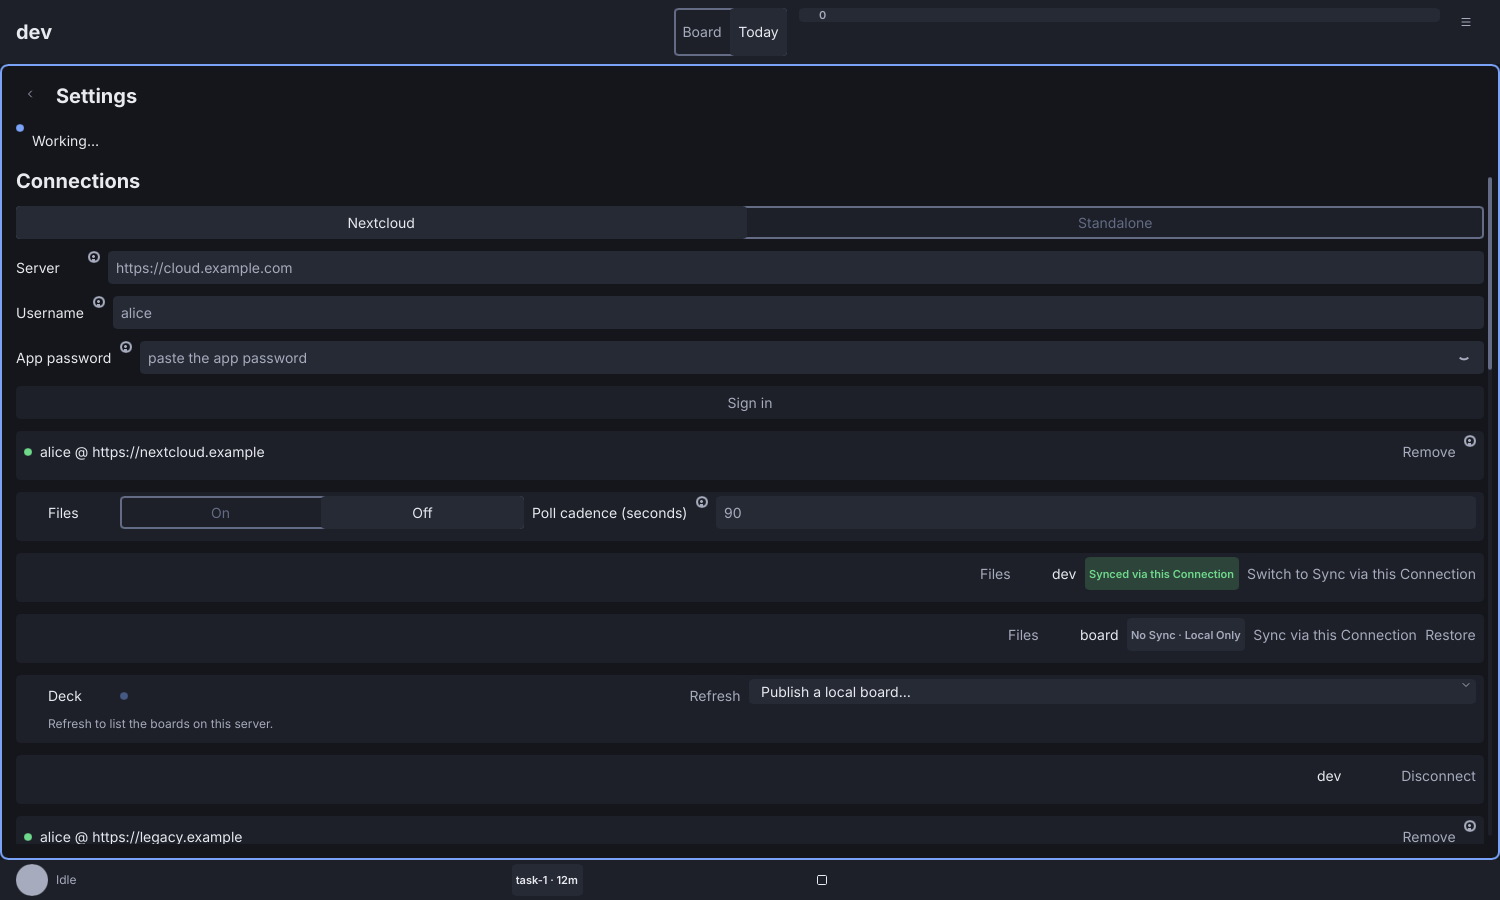 dev
Board Today 0
Settings
Working...
Connections
Nextcloud Standalone
Server https://cloud.example.com
Username alice
App password paste the app password
Sign in
alice @ https://nextcloud.example Remove
Files On Off Poll cadence (seconds) 90
Files dev Synced via this Connection Switch to Sync via this Connection
Files board No Sync · Local Only Sync via this Connection Restore
Deck Refresh Publish a local board...
Refresh to list the boards on this server.
dev Disconnect
alice @ https://legacy.example Remove
Idle task-1 · 12m